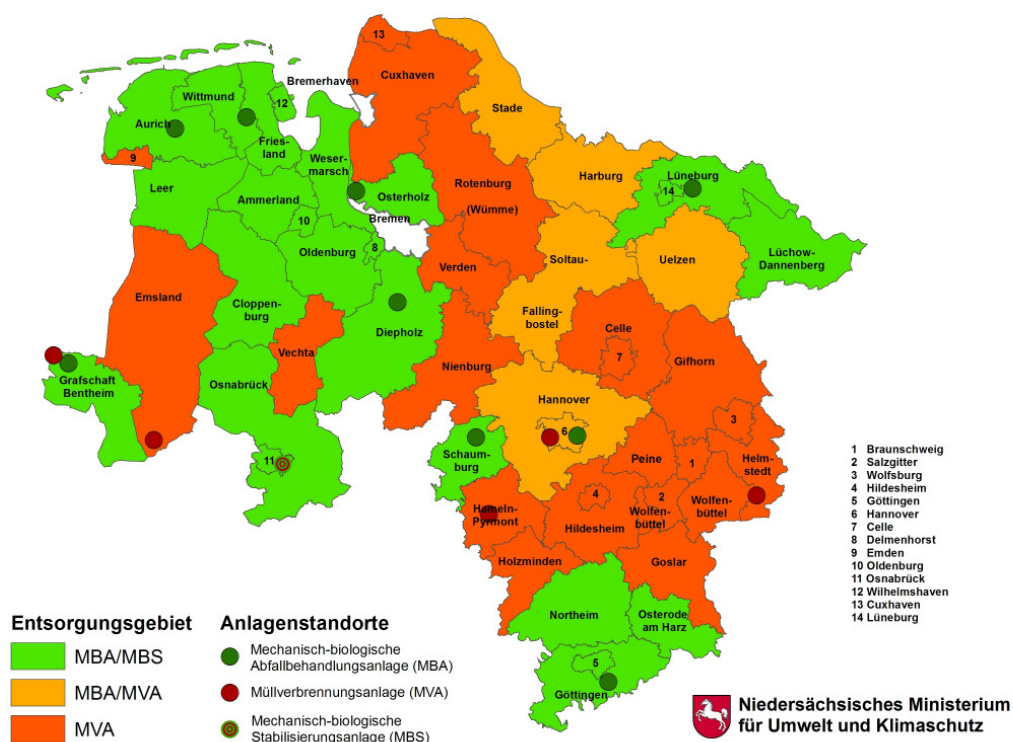 13
Cuxhaven
Bremerhaven
Wittmund
12
Stade
Aurich
Fries-
land
9
Weser-
marsch
Leer
Ammerland
Osterholz
Rotenburg
(Wümme)
Harburg
Lüneburg
14
10
Bremen
Oldenburg
8
Verden
Soltau-
Uelzen
Lüchow-
Dannenberg
Emsland
Cloppen-
burg
Diepholz
Falling-
bostel
Celle
7
Vechta
Nienburg
Gifhorn
Grafschaft
Bentheim
Osnabrück
Hannover
6
3
11
Schaum-
burg
Peine
1
Helm-
stedt
Hameln-
Pyrmont
4
Hildesheim
2
Wolfen-
büttel
Wolfen-
büttel
Holzminden
Goslar
Northeim
Osterode
am Harz
5
Göttingen
1 Braunschweig
2 Salzgitter
3 Wolfsburg
4 Hildesheim
5 Göttingen
6 Hannover
7 Celle
8 Delmenhorst
9 Emden
10 Oldenburg
11 Osnabrück
12 Wilhelmshaven
13 Cuxhaven
14 Lüneburg
Entsorgungsgebiet
MBA/MBS
MBA/MVA
MVA
Anlagenstandorte
Mechanisch-biologische
Abfallbehandlungsanlage (MBA)
Müllverbrennungsanlage (MVA)
Mechanisch-biologische
Stabilisierungsanlage (MBS)
Niedersächsisches Ministerium
für Umwelt und Klimaschutz